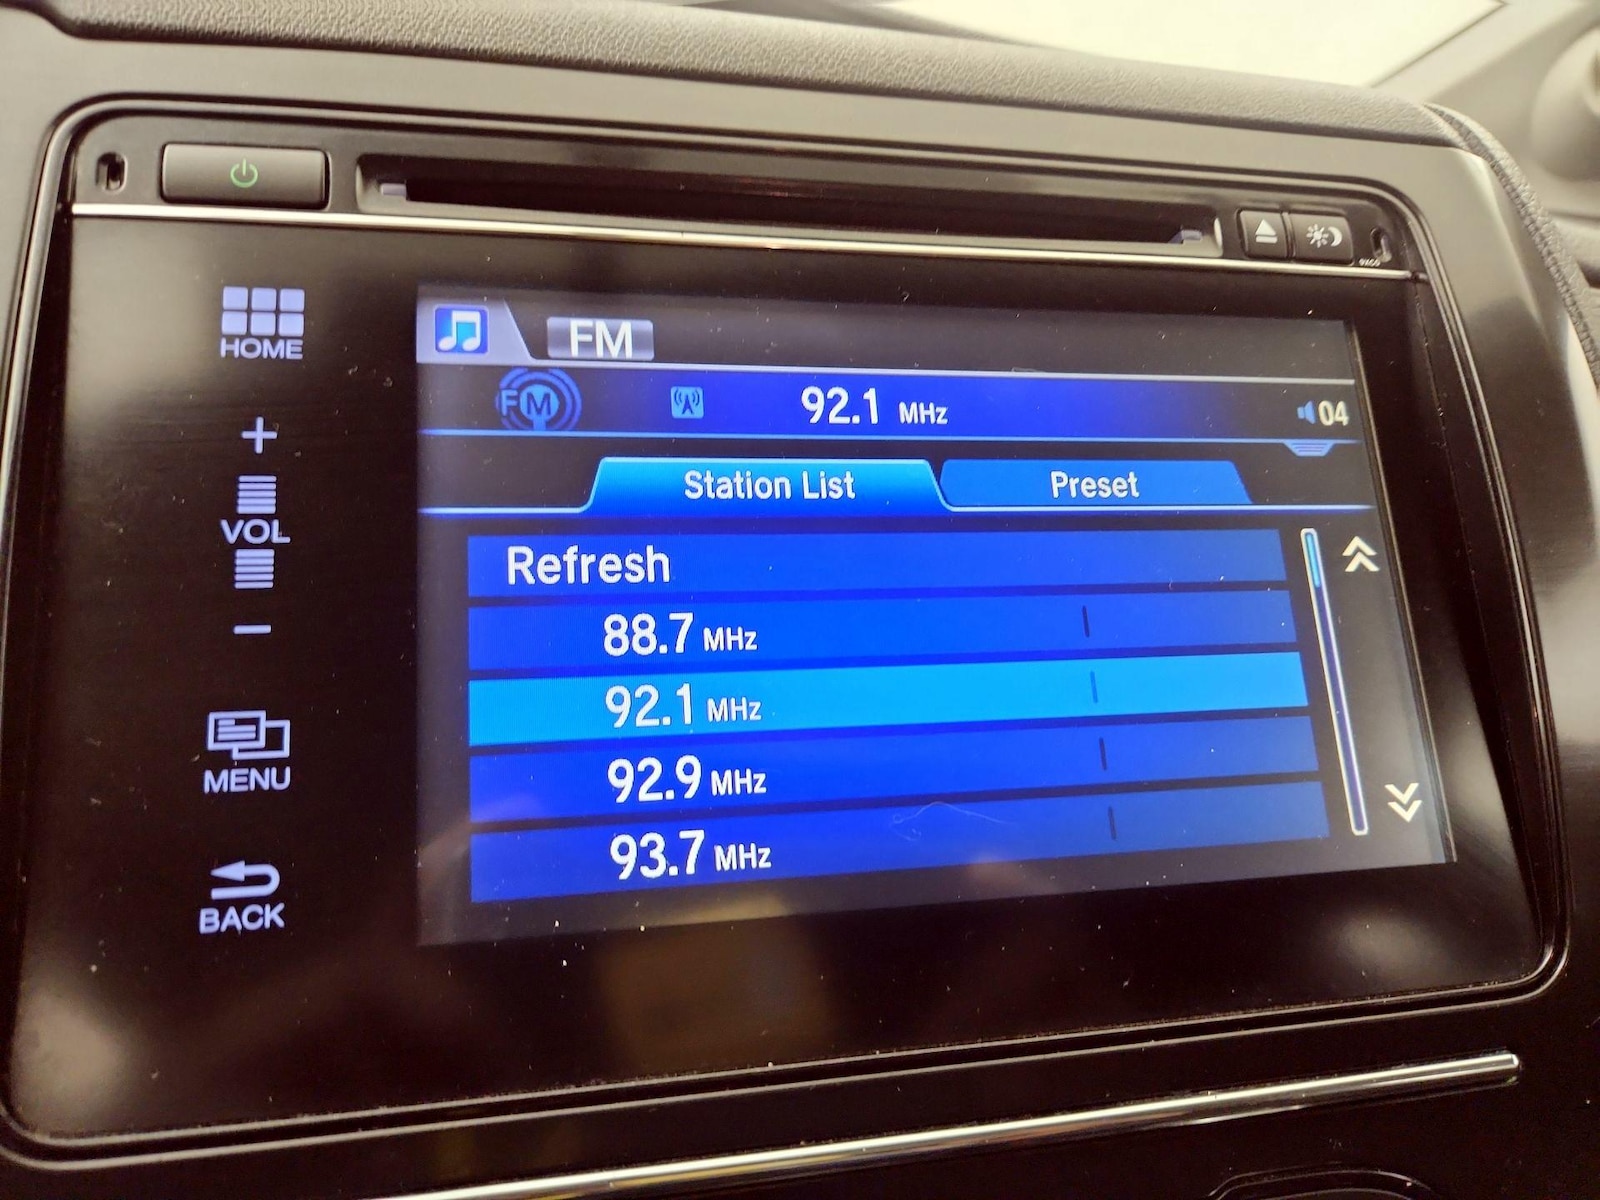 HOME
VOL
MENU
BACK
FM
FM
92.1 MHz
04
Station List
Preset
Refresh
88.7 MHz
92.1 MHz
92.9 MHz
93.7 MHz